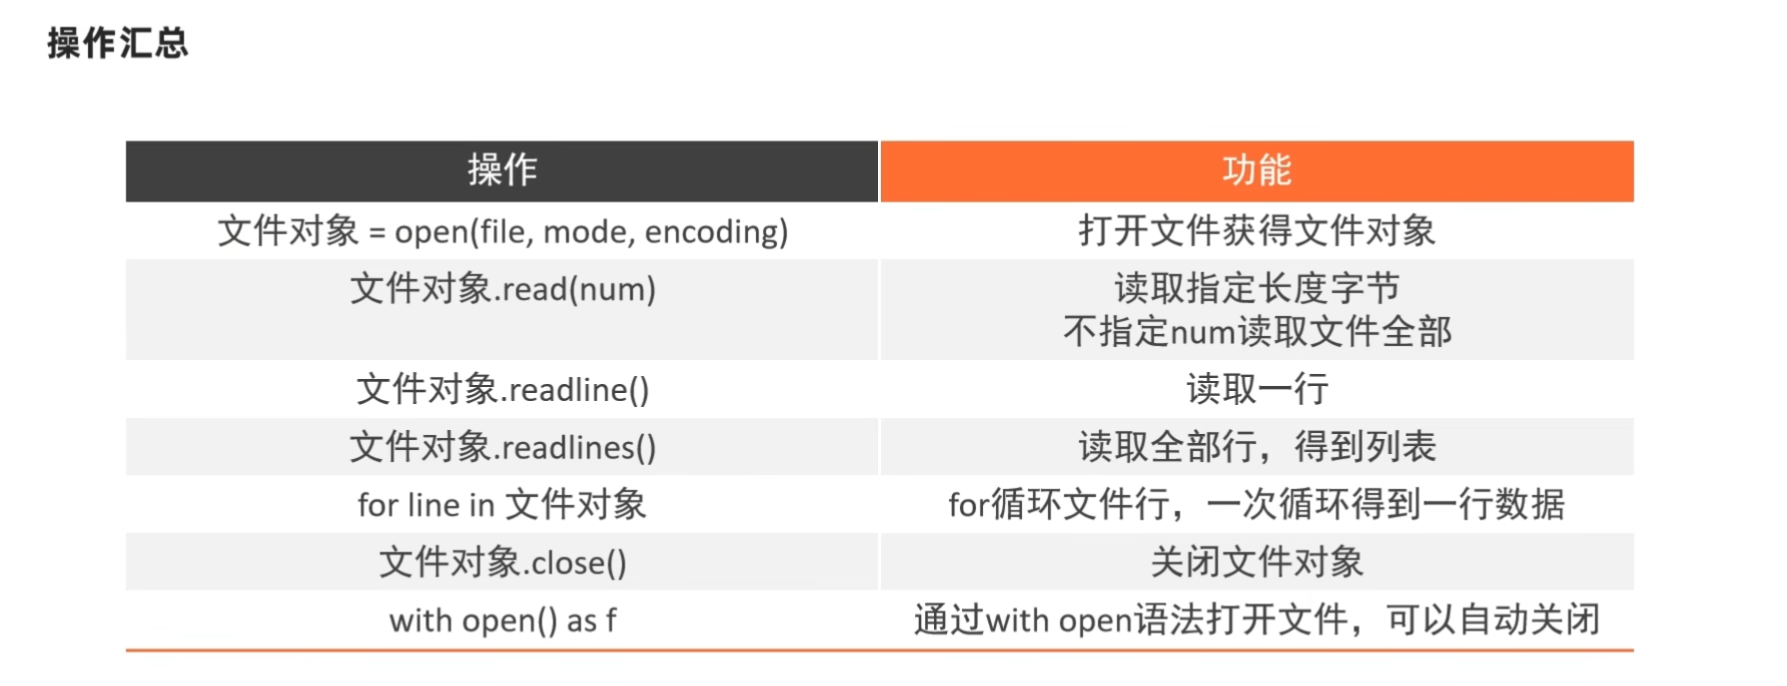 操作汇总
操作 功能
文件对象 = open(file, mode, encoding) 打开文件获得文件对象
文件对象.read(num) 读取指定长度字节
不指定num读取文件全部
文件对象.readline() 读取一行
文件对象.readlines() 读取全部行，得到列表
for line in 文件对象 for循环文件行，一次循环得到一行数据
文件对象.close() 关闭文件对象
with open() as f 通过with open语法打开文件，可以自动关闭